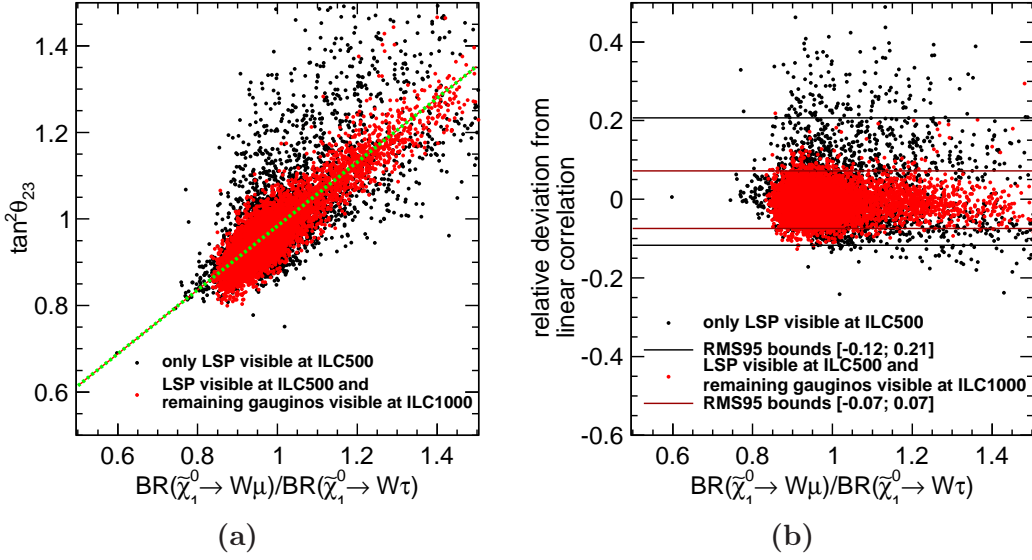 tan²θ₂₃
1.4
1.2
1
0.8
0.6
only LSP visible at ILC500
LSP visible at ILC500 and
remaining gauginos visible at ILC1000
0.6 0.8 1 1.2 1.4
BR(χ̃₁⁰→ Wμ)/BR(χ̃₁⁰→ Wτ)
(a)
relative deviation from
linear correlation
0.4
0.2
0
-0.2
-0.4
-0.6
only LSP visible at ILC500
RMS95 bounds [-0.12; 0.21]
LSP visible at ILC500 and
remaining gauginos visible at ILC1000
RMS95 bounds [-0.07; 0.07]
0.6 0.8 1 1.2 1.4
BR(χ̃₁⁰→ Wμ)/BR(χ̃₁⁰→ Wτ)
(b)